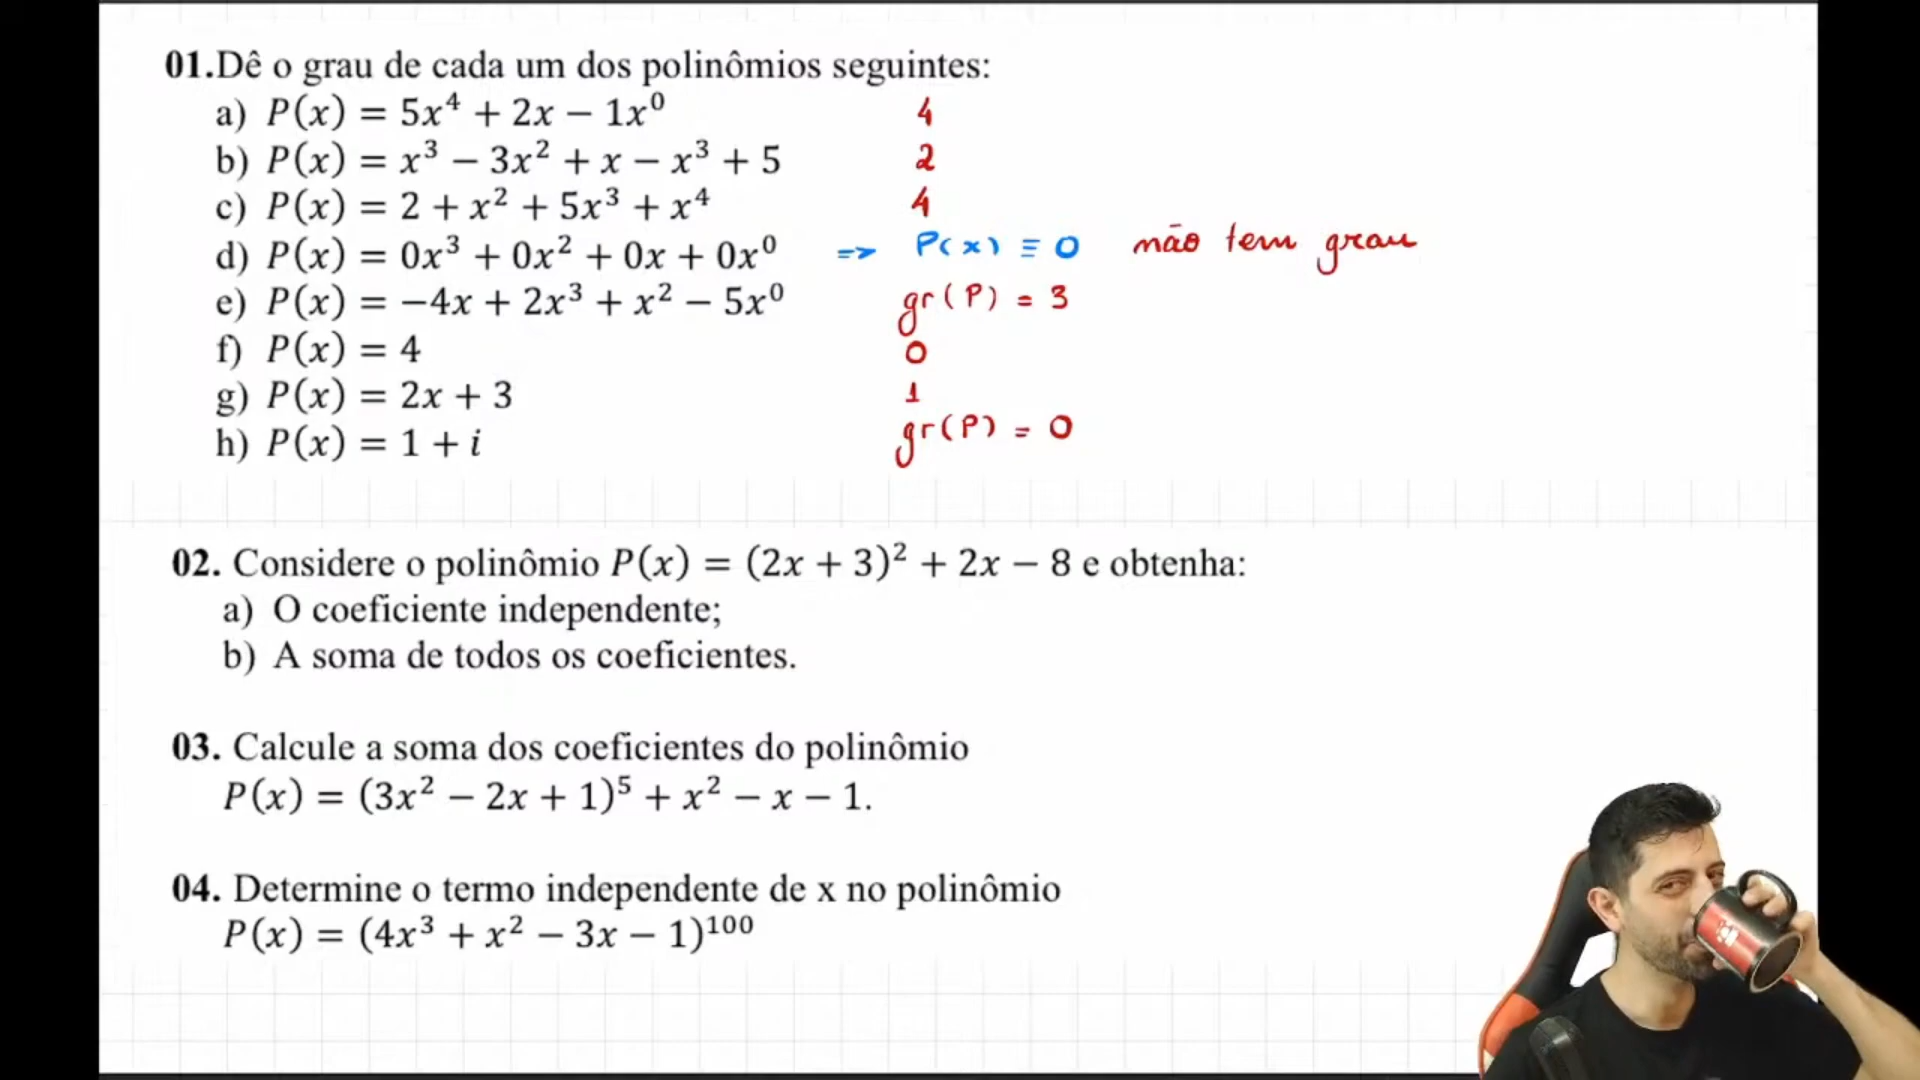 01.Dê o grau de cada um dos polinômios seguintes:
a) P(x) = 5x⁴ + 2x − 1x⁰ 4
b) P(x) = x³ − 3x² + x − x³ + 5 2
c) P(x) = 2 + x² + 5x³ + x⁴ 4
d) P(x) = 0x³ + 0x² + 0x + 0x⁰ => P(x) ≡ 0 não tem grau
e) P(x) = −4x + 2x³ + x² − 5x⁰ gr(P) = 3
f) P(x) = 4 0
g) P(x) = 2x + 3 1
h) P(x) = 1 + i gr(P) = 0
02. Considere o polinômio P(x) = (2x + 3)² + 2x − 8 e obtenha:
a) O coeficiente independente;
b) A soma de todos os coeficientes.
03. Calcule a soma dos coeficientes do polinômio
P(x) = (3x² − 2x + 1)⁵ + x² − x − 1.
04. Determine o termo independente de x no polinômio
P(x) = (4x³ + x² − 3x − 1)¹⁰⁰